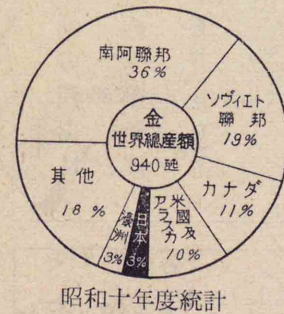 南阿聯邦
36%
ソヴィエト
聯邦
19%
カナダ
11%
米國及
アラスカ
10%
日本
3%
濠洲
3%
其他
18%
金
世界總産額
940瓲
昭和十年度統計